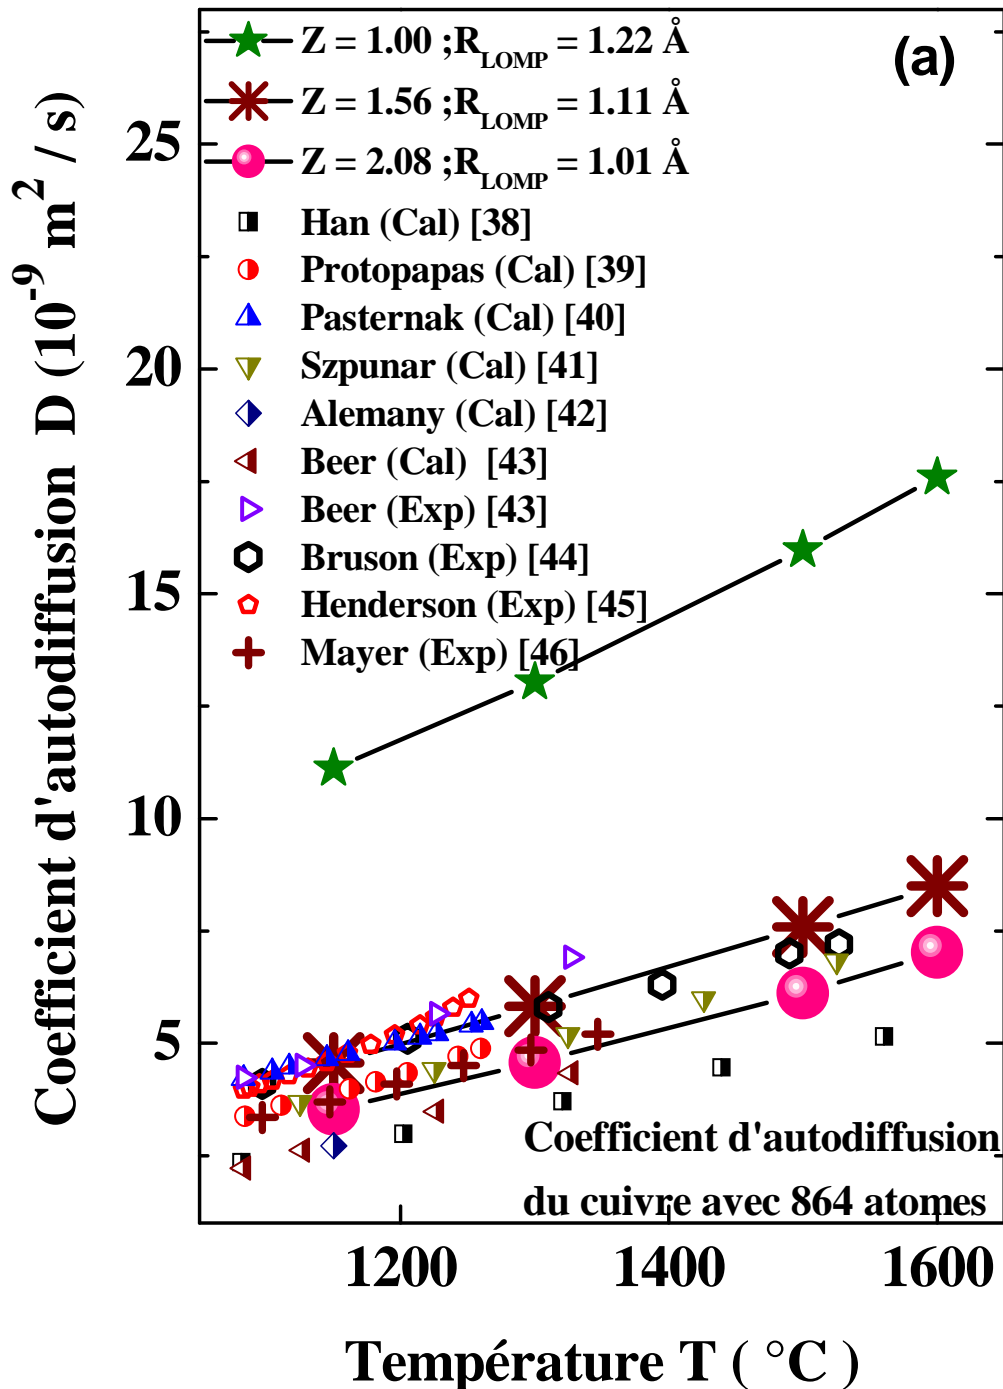 Z = 1.00 ;R_LOMP = 1.22 Å
(a)
Z = 1.56 ;R_LOMP = 1.11 Å
Z = 2.08 ;R_LOMP = 1.01 Å
Han (Cal) [38]
Protopapas (Cal) [39]
Pasternak (Cal) [40]
Szpunar (Cal) [41]
Alemany (Cal) [42]
Beer (Cal) [43]
Beer (Exp) [43]
Bruson (Exp) [44]
Henderson (Exp) [45]
Mayer (Exp) [46]
Coefficient d'autodiffusion D (10⁻⁹ m² / s)
25
20
15
10
5
Coefficient d'autodiffusion
du cuivre avec 864 atomes
1200 1400 1600
Température T ( °C )